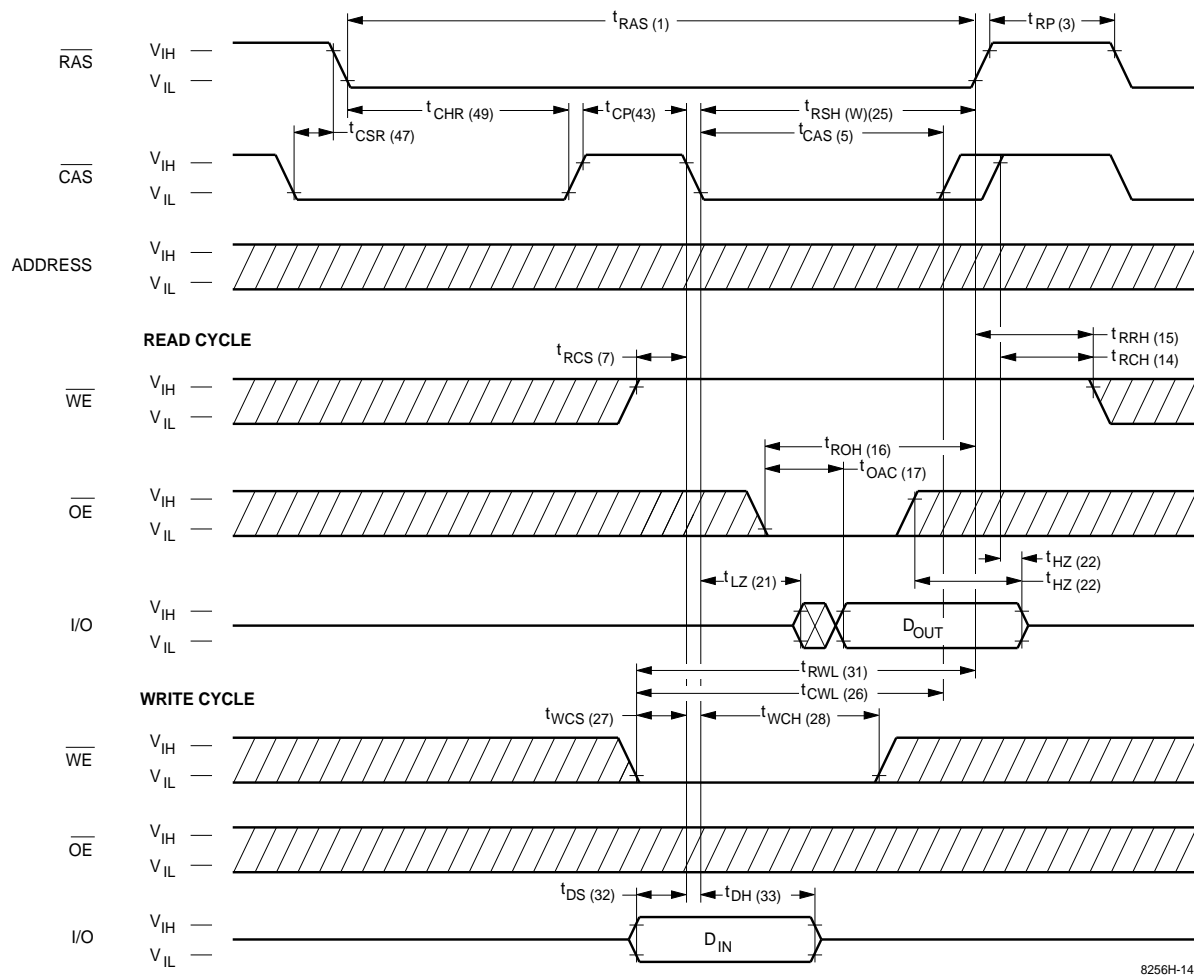 tRAS (1)
tRP (3)
RAS
VIH
VIL
tCHR (49)
tCP(43)
tRSH (W)(25)
tCSR (47)
tCAS (5)
CAS
VIH
VIL
ADDRESS
VIH
VIL
READ CYCLE
tRRH (15)
tRCS (7)
tRCH (14)
WE
VIH
VIL
tROH (16)
tOAC (17)
OE
VIH
VIL
tHZ (22)
tLZ (21)
tHZ (22)
I/O
VIH
VIL
DOUT
tRWL (31)
WRITE CYCLE
tCWL (26)
tWCS (27)
tWCH (28)
WE
VIH
VIL
OE
VIH
VIL
tDS (32)
tDH (33)
I/O
VIH
VIL
DIN
8256H-14